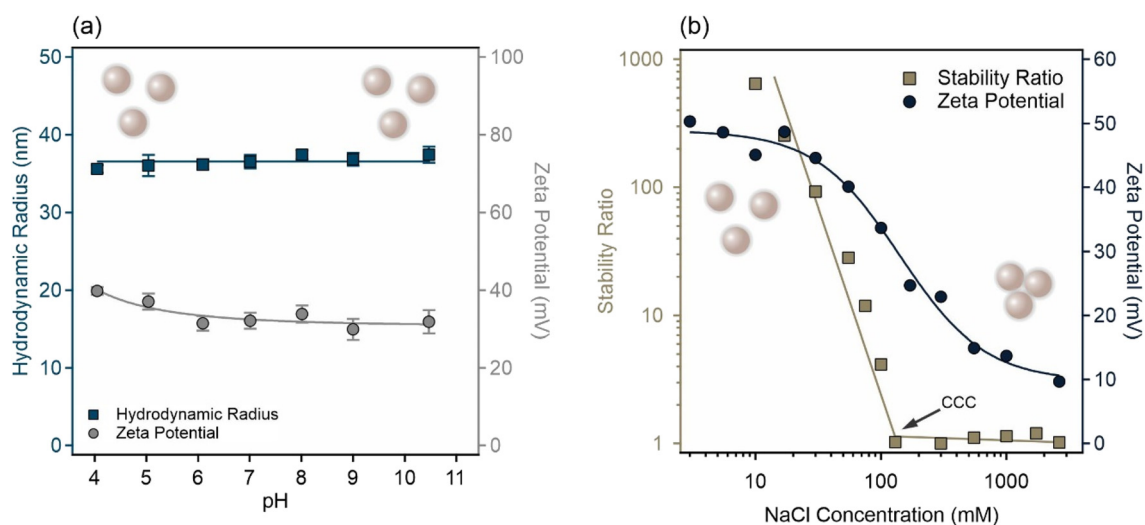 (a)
50
40
30
20
10
0
Hydrodynamic Radius (nm)
100
80
60
40
20
0
Zeta Potential (mV)
Hydrodynamic Radius
Zeta Potential
4 5 6 7 8 9 10 11
pH
(b)
1000
100
10
1
Stability Ratio
60
50
40
30
20
10
0
Zeta Potential (mV)
Stability Ratio
Zeta Potential
CCC
10 100 1000
NaCl Concentration (mM)